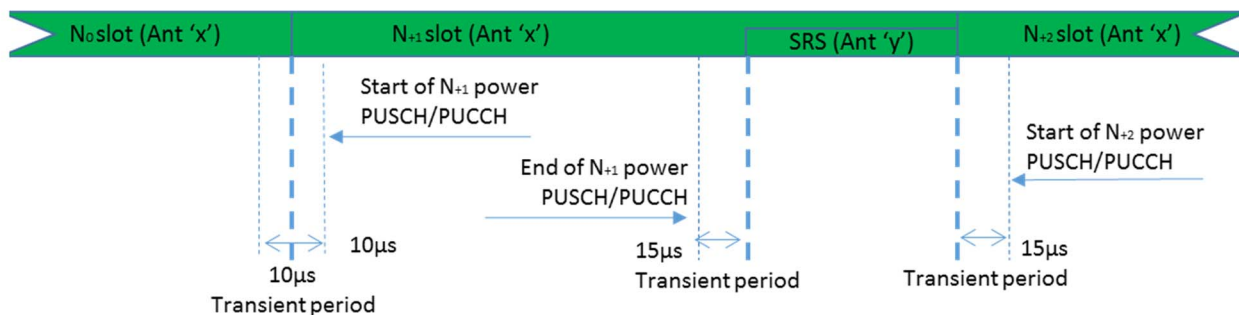 N0 slot (Ant ‘x’)
N+1 slot (Ant ‘x’)
SRS (Ant ‘y’)
N+2 slot (Ant ‘x’)
Start of N+1 power
PUSCH/PUCCH
Start of N+2 power
PUSCH/PUCCH
End of N+1 power
PUSCH/PUCCH
10µs
10µs
Transient period
15µs
Transient period
15µs
Transient period